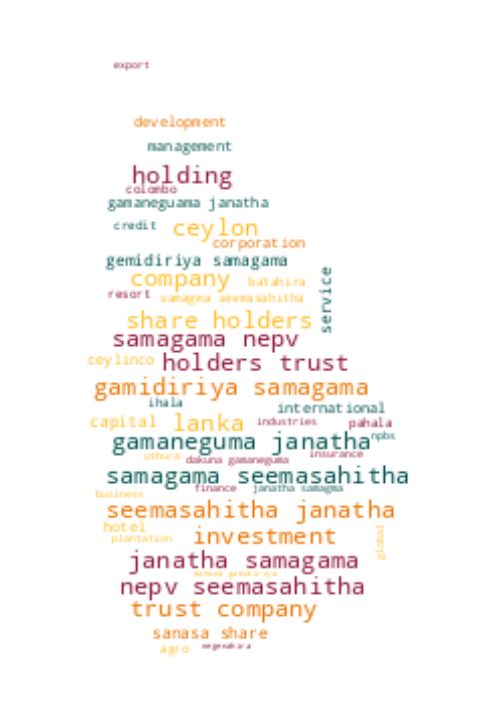 export
development
management
holding
colombo
gamaneguama janatha
credit
ceylon
corporation
gemidiriya samagama
company
batahira
service
resort
samagma seemasahitha
share holders
samagama nepv
ceylinco
holders trust
gamidiriya samagama
ihala
international
capital
lanka
industries
pahala
gamaneguma janatha
npbs
uthura
dakuna gamaneguma
insurance
samagama seemasahitha
finance
janatha samagma
business
seemasahitha janatha
hotel
plantation
investment
global
janatha samagama
nepv seemasahitha
trust company
sanasa share
agro